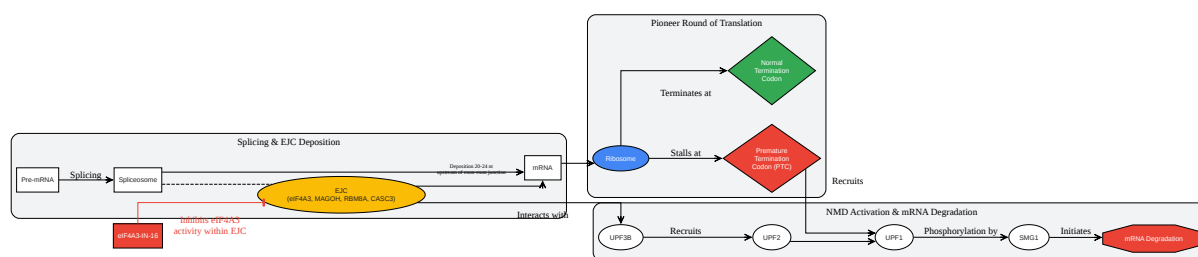 Pioneer Round of Translation
Normal
Termination
Codon
Terminates at
Splicing & EJC Deposition
Pre-mRNA
Splicing
Spliceosome
Deposition 20-24 nt
upstream of exon-exon junction
mRNA
Ribosome
Stalls at
Premature
Termination
Codon (PTC)
Recruits
EJC
(eIF4A3, MAGOH, RBM8A, CASC3)
Inhibits eIF4A3
activity within EJC
eIF4A3-IN-16
Interacts with
NMD Activation & mRNA Degradation
UPF3B
Recruits
UPF2
UPF1
Phosphorylation by
SMG1
Initiates
mRNA Degradation